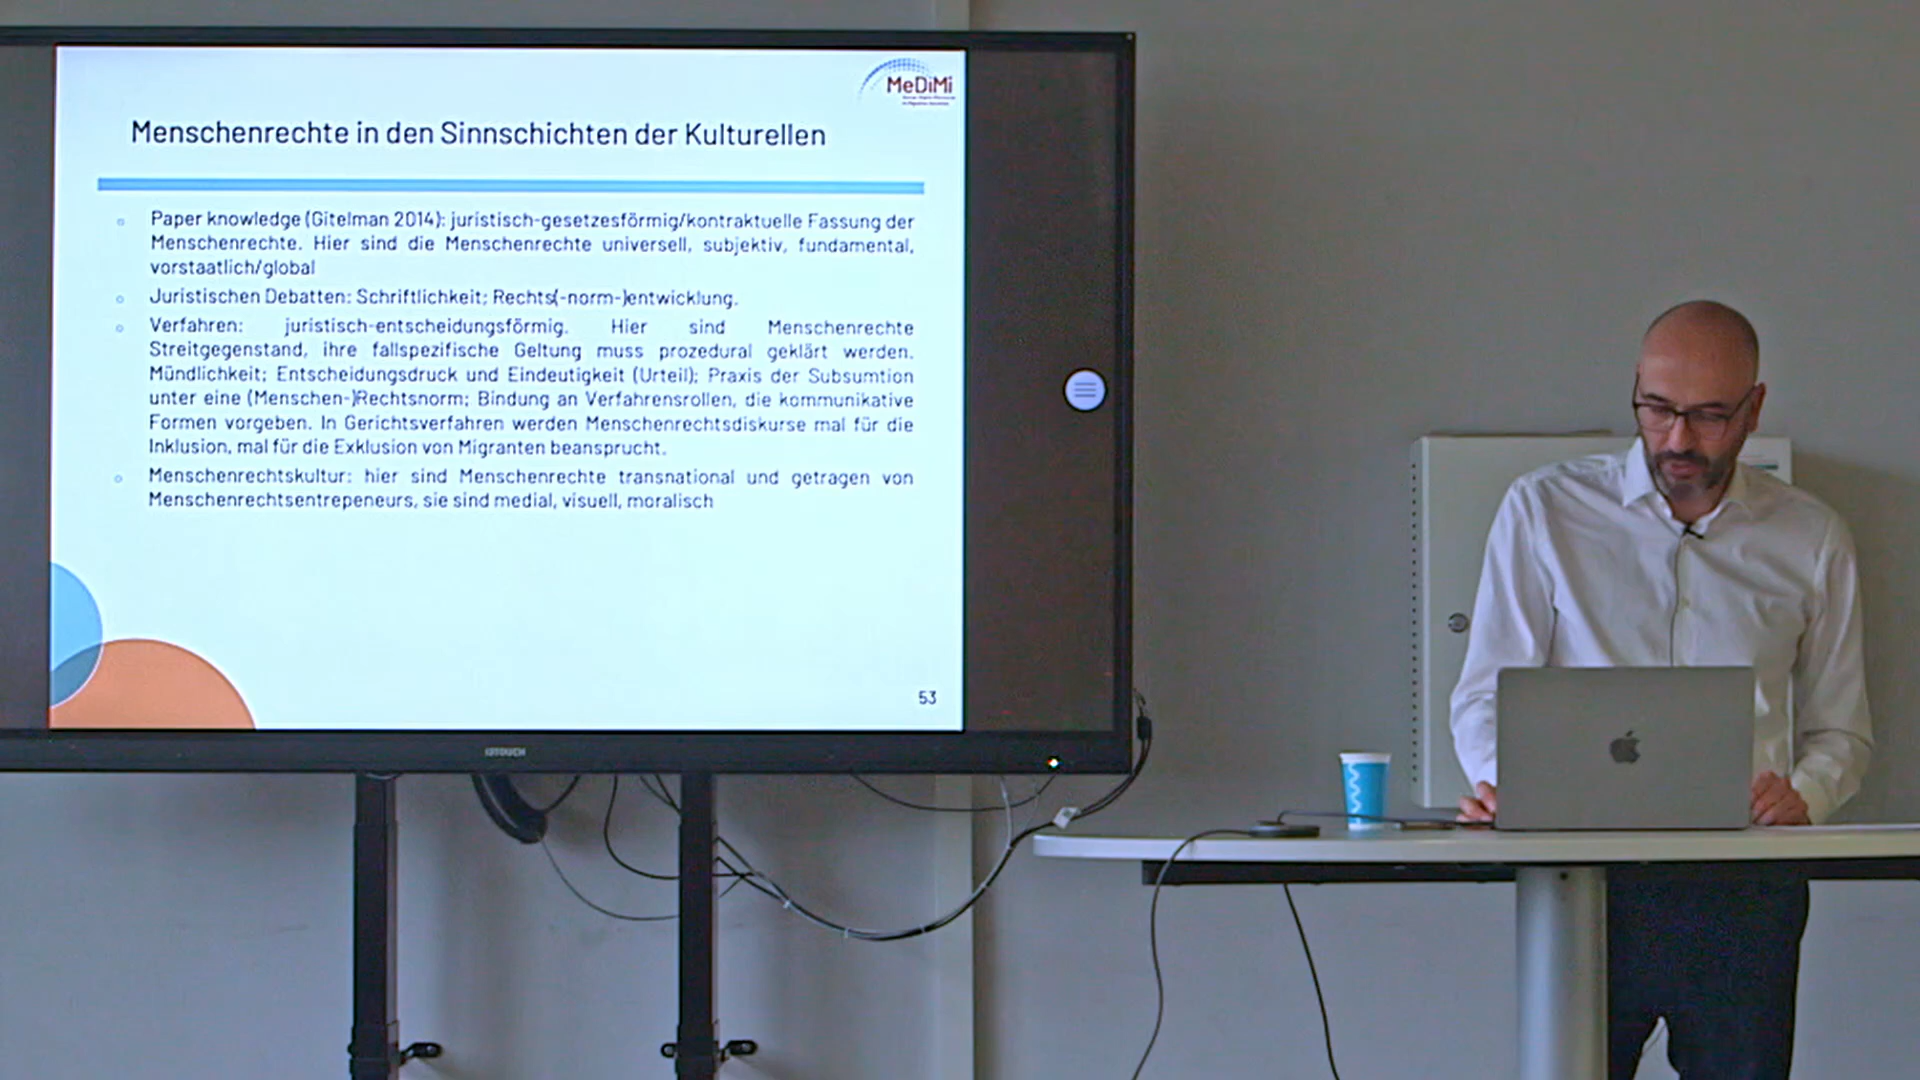 MeDiMi
Menschenrechte in den Sinnschichten der Kulturellen
Paper knowledge (Gitelman 2014): juristisch-gesetzesförmig/kontraktuelle Fassung der
Menschenrechte. Hier sind die Menschenrechte universell, subjektiv, fundamental,
vorstaatlich/global
Juristischen Debatten: Schriftlichkeit; Rechts(-norm-)entwicklung.
Verfahren: juristisch-entscheidungsförmig. Hier sind Menschenrechte
Streitgegenstand, ihre fallspezifische Geltung muss prozedural geklärt werden.
Mündlichkeit; Entscheidungsdruck und Eindeutigkeit (Urteil); Praxis der Subsumtion
unter eine (Menschen-)Rechtsnorm; Bindung an Verfahrensrollen, die kommunikative
Formen vorgeben. In Gerichtsverfahren werden Menschenrechtsdiskurse mal für die
Inklusion, mal für die Exklusion von Migranten beansprucht.
Menschenrechtskultur: hier sind Menschenrechte transnational und getragen von
Menschenrechtsentrepeneurs, sie sind medial, visuell, moralisch
53